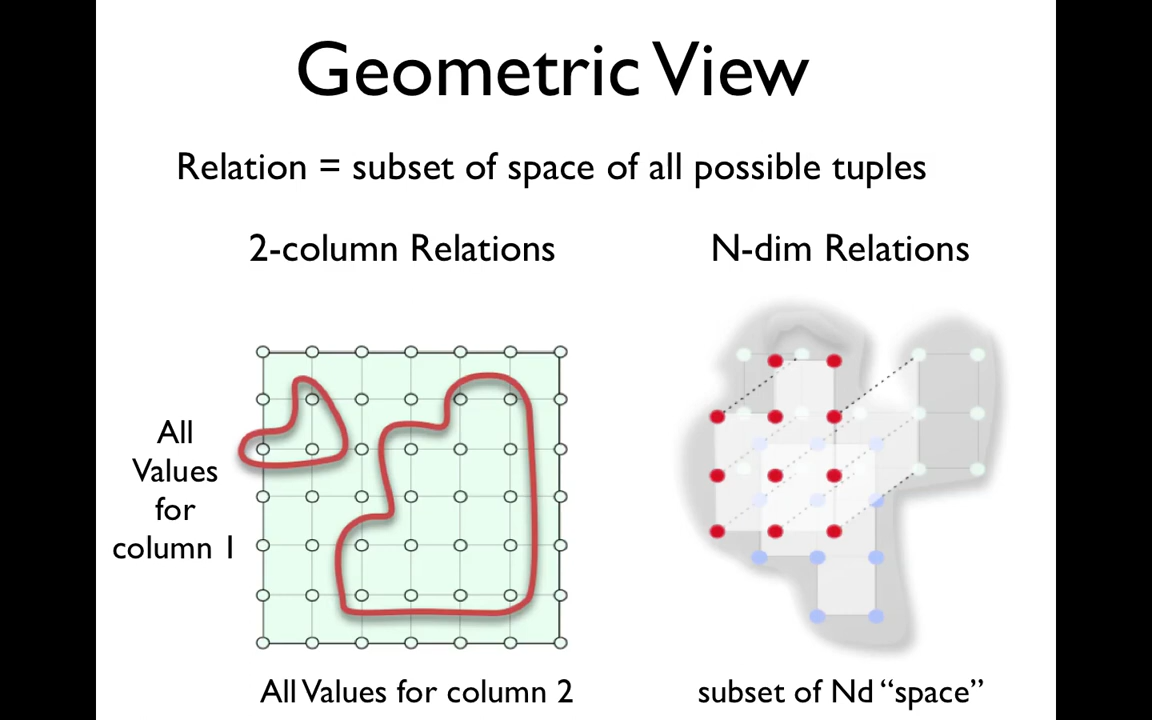 Geometric View
Relation = subset of space of all possible tuples
2-column Relations
N-dim Relations
All
Values
for
column 1
All Values for column 2
subset of Nd “space”